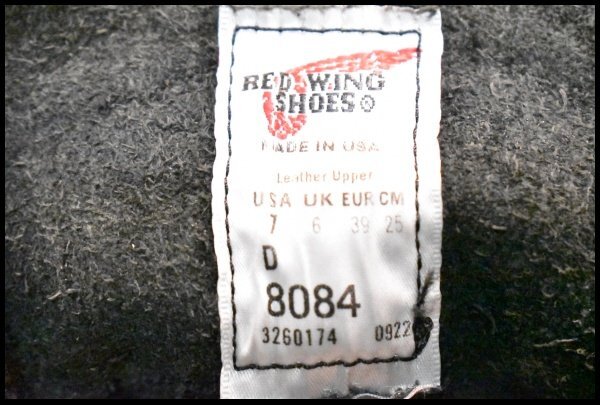 RED WING
SHOES
MADE IN USA
Leather Upper
USA UK EUR CM
7 6 39 25
D
8084
3260174 0922